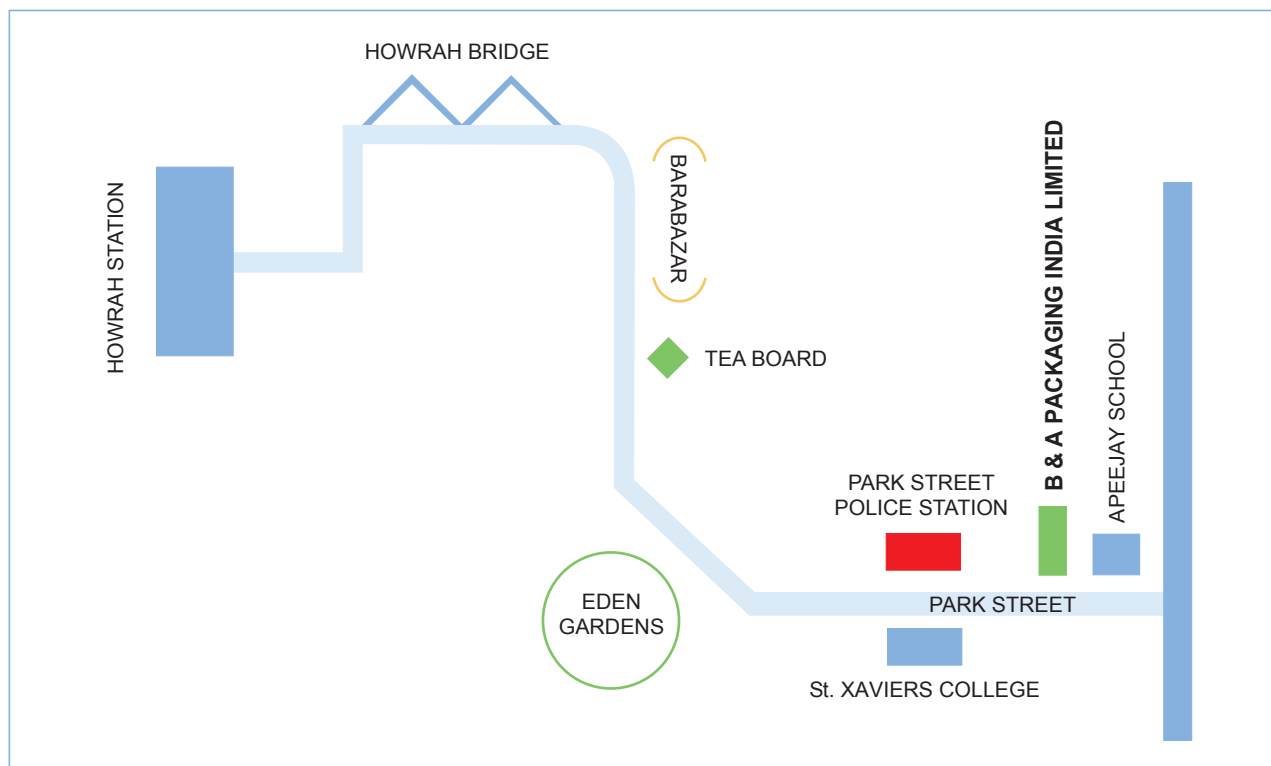 HOWRAH BRIDGE
HOWRAH STATION
BARABAZAR
TEA BOARD
B & A PACKAGING INDIA LIMITED
APEEJAY SCHOOL
PARK STREET
POLICE STATION
EDEN
GARDENS
PARK STREET
St. XAVIERS COLLEGE